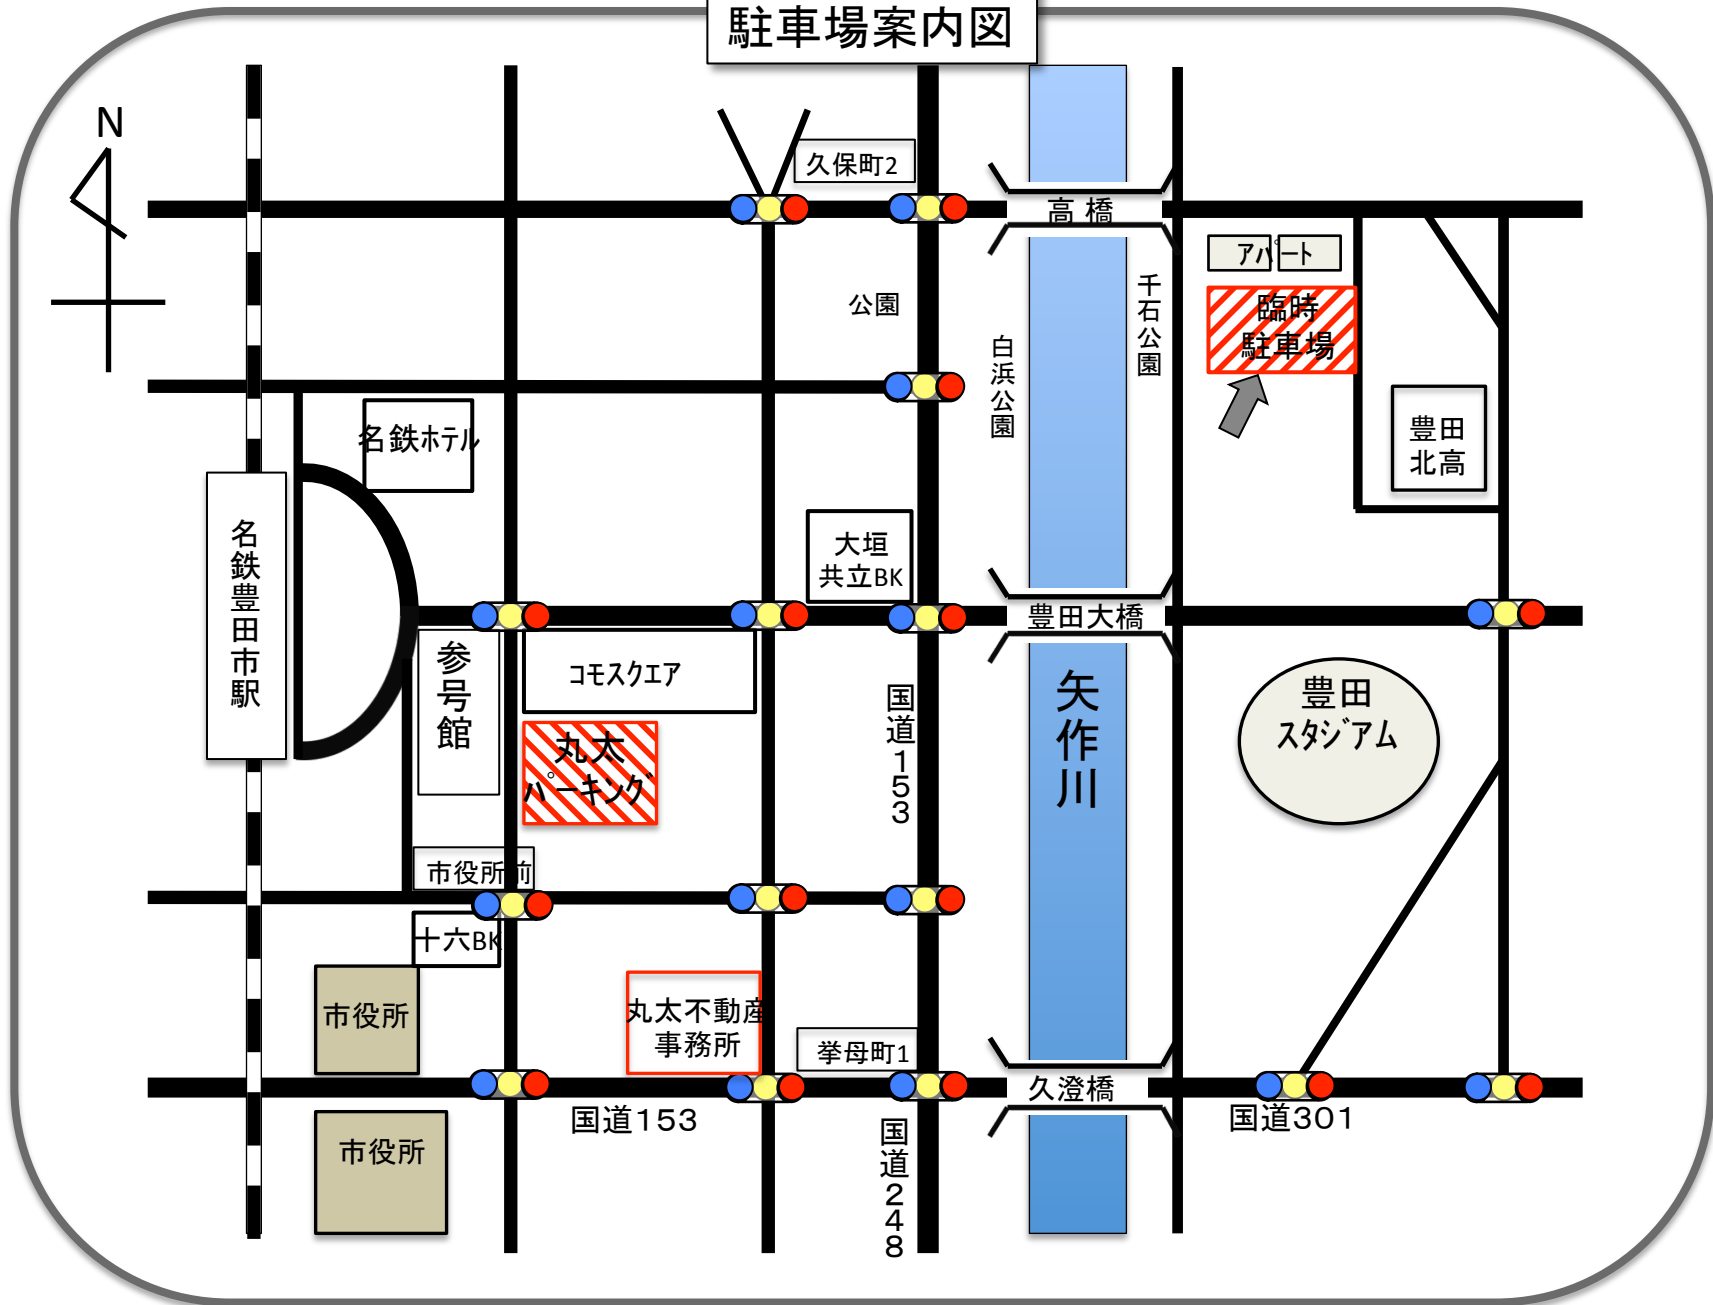 駐車場案内図
N
久保町2
高 橋
アパート
公園
千石公園
臨時
駐車場
白浜公園
名鉄ホテル
豊田
北高
名鉄豊田市駅
大垣
共立BK
豊田大橋
参号館
コモスクエア
国道153
矢作川
豊田
スタジアム
丸太
パーキング
市役所前
十六BK
市役所
丸太不動産
事務所
挙母町1
久澄橋
国道153
国道301
国道248
市役所